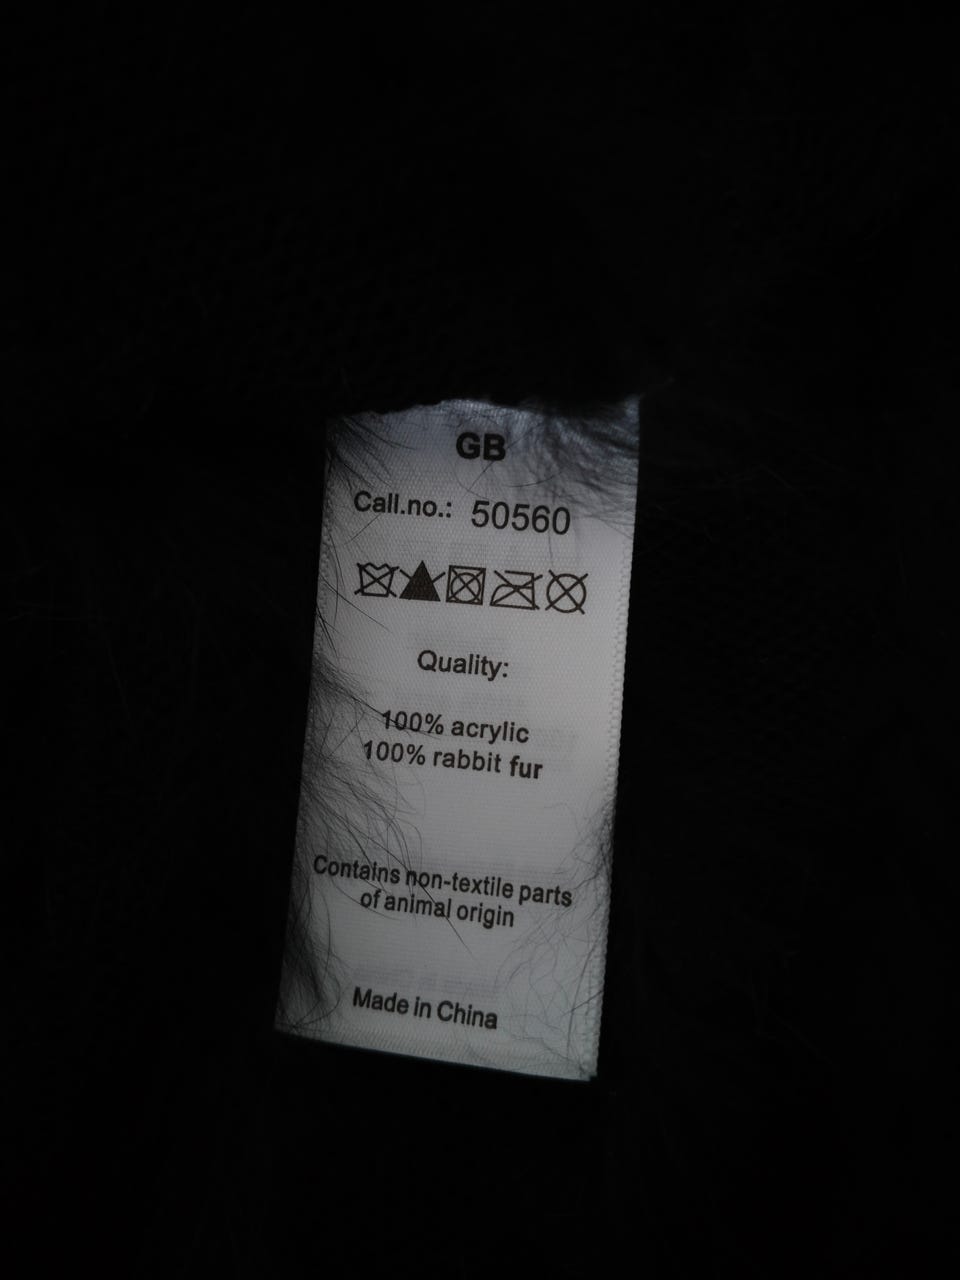 GB
Call.no.: 50560
Quality:
100% acrylic
100% rabbit fur
Contains non-textile parts
of animal origin
Made in China